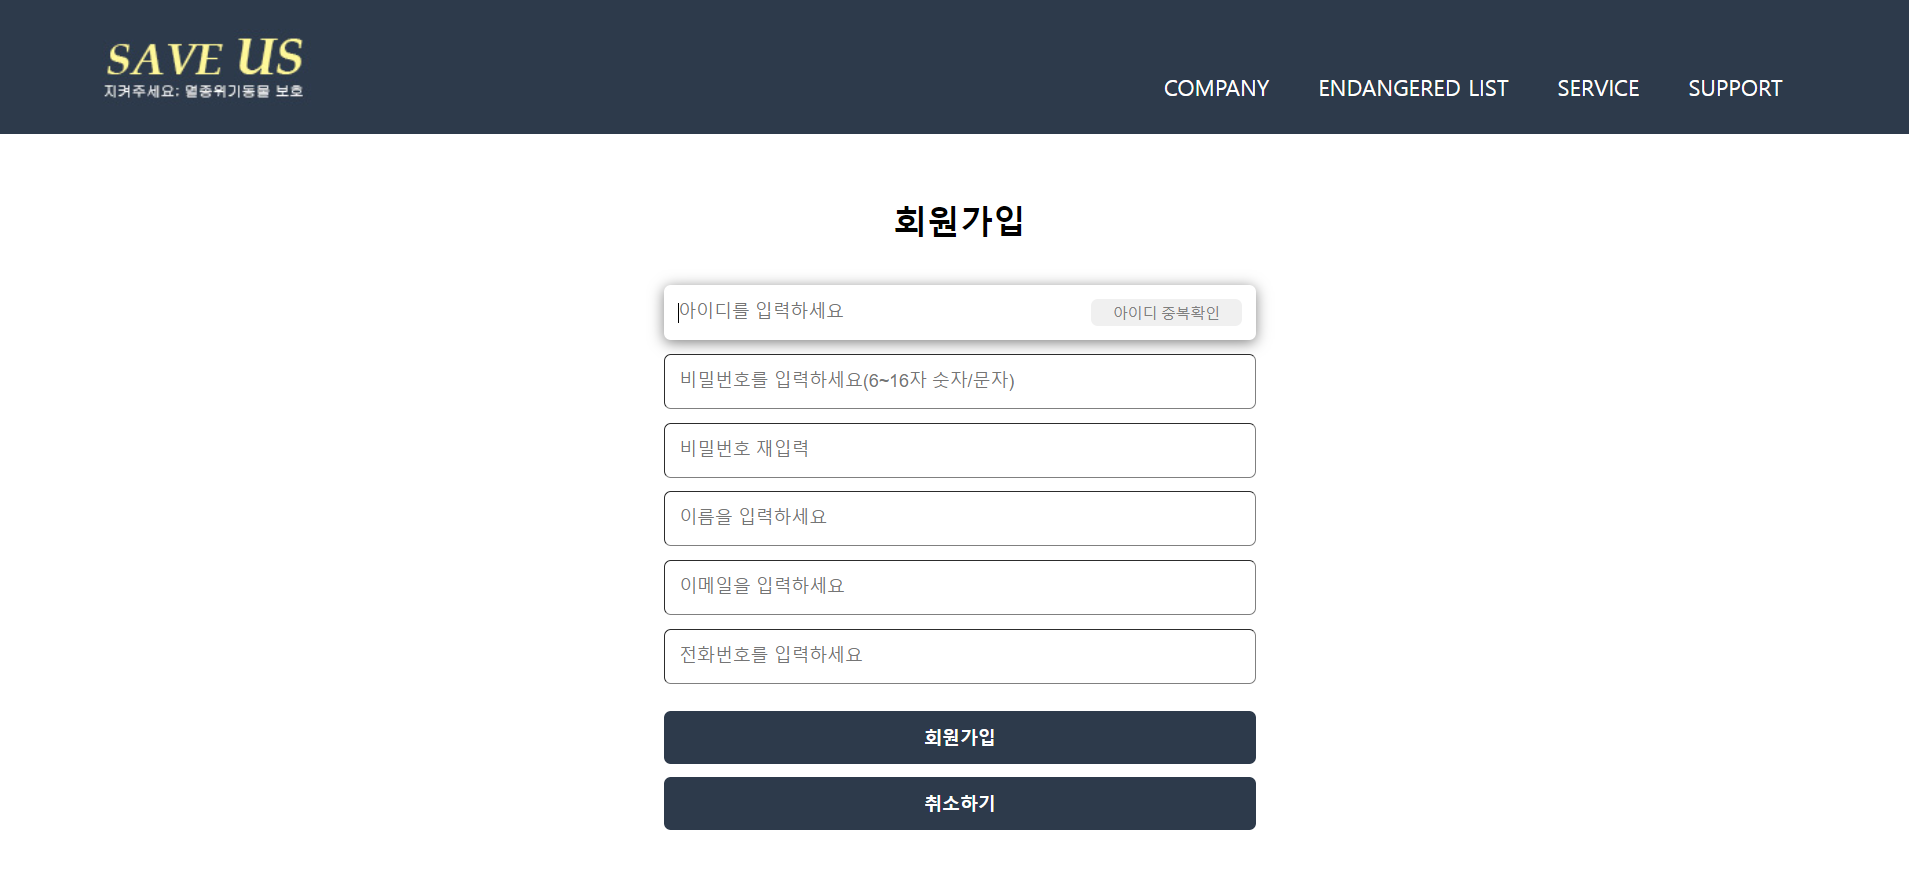 SAVE US
지켜주세요: 멸종위기동물 보호
COMPANY ENDANGERED LIST SERVICE SUPPORT
회원가입
아이디를 입력하세요 아이디 중복확인
비밀번호를 입력하세요(6~16자 숫자/문자)
비밀번호 재입력
이름을 입력하세요
이메일을 입력하세요
전화번호를 입력하세요
회원가입
취소하기